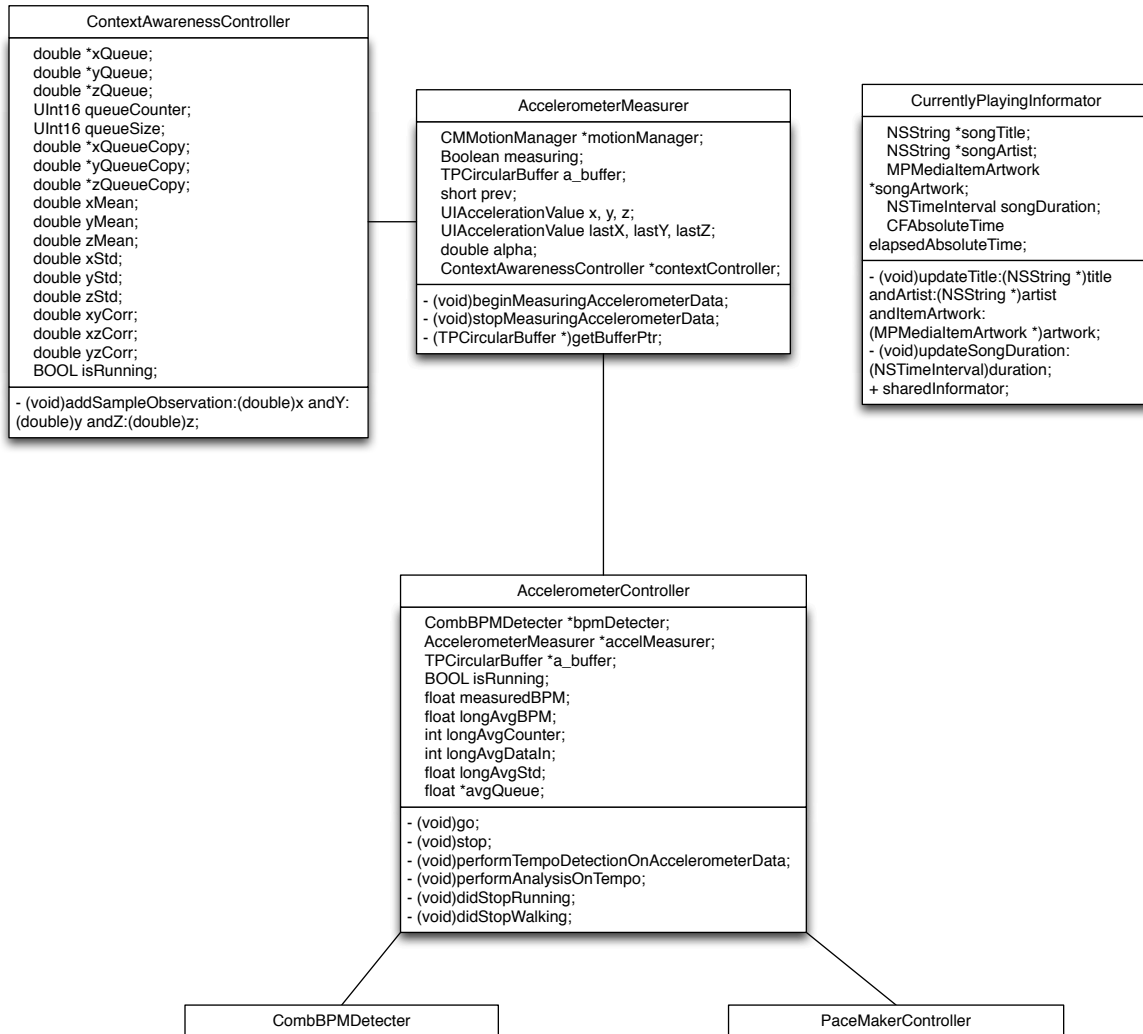 ContextAwarenessController
double *xQueue;
double *yQueue;
double *zQueue;
UInt16 queueCounter;
UInt16 queueSize;
double *xQueueCopy;
double *yQueueCopy;
double *zQueueCopy;
double xMean;
double yMean;
double zMean;
double xStd;
double yStd;
double zStd;
double xyCorr;
double xzCorr;
double yzCorr;
BOOL isRunning;
- (void)addSampleObservation:(double)x andY:
(double)y andZ:(double)z;
AccelerometerMeasurer
CMMotionManager *motionManager;
Boolean measuring;
TPCircularBuffer a_buffer;
short prev;
UIAccelerationValue x, y, z;
UIAccelerationValue lastX, lastY, lastZ;
double alpha;
ContextAwarenessController *contextController;
- (void)beginMeasuringAccelerometerData;
- (void)stopMeasuringAccelerometerData;
- (TPCircularBuffer *)getBufferPtr;
CurrentlyPlayingInformator
NSString *songTitle;
NSString *songArtist;
MPMediaItemArtwork
*songArtwork;
NSTimeInterval songDuration;
CFAbsoluteTime
elapsedAbsoluteTime;
- (void)updateTitle:(NSString *)title
andArtist:(NSString *)artist
andItemArtwork:
(MPMediaItemArtwork *)artwork;
- (void)updateSongDuration:
(NSTimeInterval)duration;
+ sharedInformator;
AccelerometerController
CombBPMDetecter *bpmDetecter;
AccelerometerMeasurer *accelMeasurer;
TPCircularBuffer *a_buffer;
BOOL isRunning;
float measuredBPM;
float longAvgBPM;
int longAvgCounter;
int longAvgDataIn;
float longAvgStd;
float *avgQueue;
- (void)go;
- (void)stop;
- (void)performTempoDetectionOnAccelerometerData;
- (void)performAnalysisOnTempo;
- (void)didStopRunning;
- (void)didStopWalking;
CombBPMDetecter
PaceMakerController